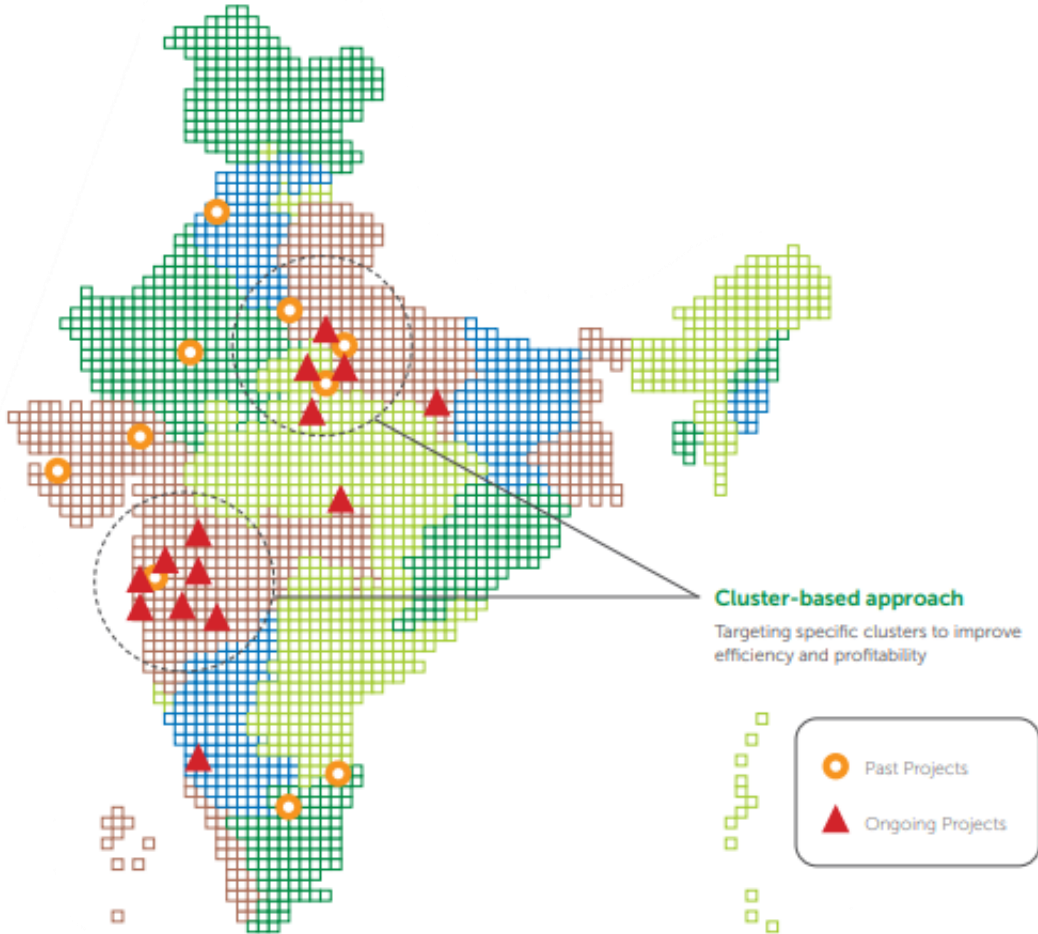 Cluster-based approach
Targeting specific clusters to improve
efficiency and profitability
Past Projects
Ongoing Projects